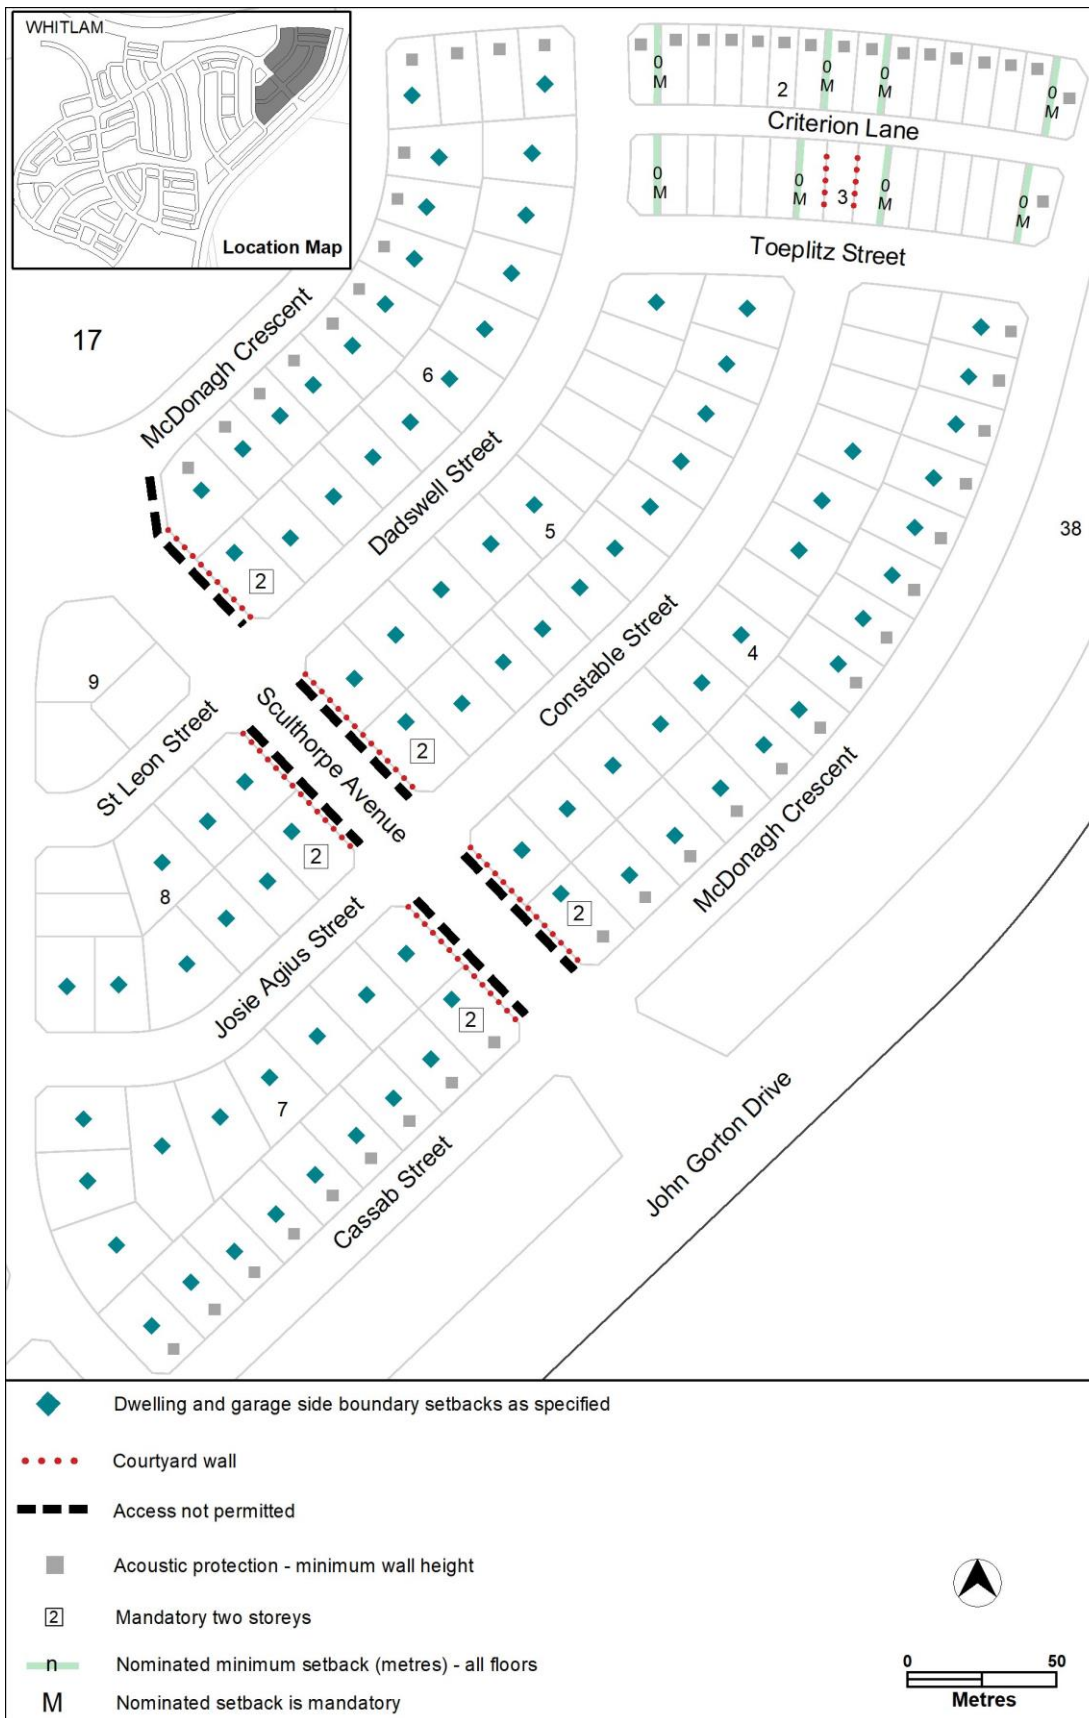 WHITLAM
Location Map
0 M
0 M
0 M
0 M
2
Criterion Lane
0 M
0 M
0 M
0 M
3
Toeplitz Street
17
McDonagh Crescent
6
Dadswell Street
38
5
2
Constable Street
4
9
Sculthorpe Avenue
St Leon Street
2
McDonagh Crescent
2
8
2
Josie Agius Street
2
7
John Gorton Drive
Cassab Street
Dwelling and garage side boundary setbacks as specified
Courtyard wall
Access not permitted
Acoustic protection - minimum wall height
2 Mandatory two storeys
n Nominated minimum setback (metres) - all floors
M Nominated setback is mandatory
0 50
Metres